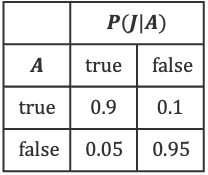 P(J|A)
A true false
true 0.9 0.1
false 0.05 0.95